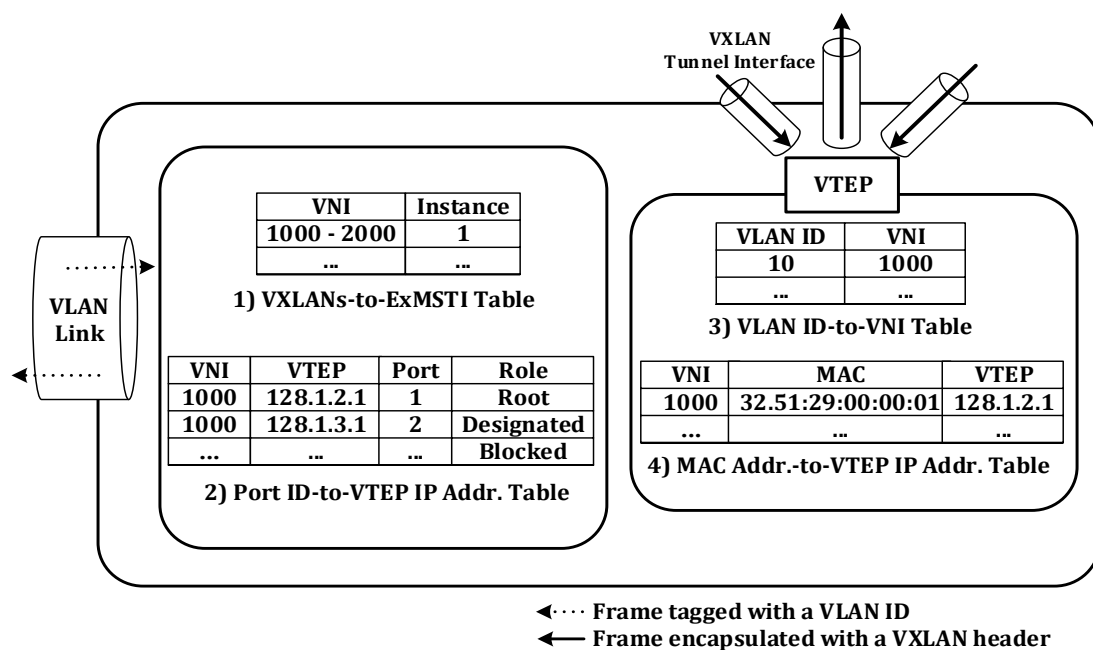 VXLAN
Tunnel Interface
VTEP
VLAN
Link
VNI Instance
1000 - 2000 1
... ...
1) VXLANs-to-ExMSTI Table
VNI VTEP Port Role
1000 128.1.2.1 1 Root
1000 128.1.3.1 2 Designated
... ... ... Blocked
2) Port ID-to-VTEP IP Addr. Table
VLAN ID VNI
10 1000
... ...
3) VLAN ID-to-VNI Table
VNI MAC VTEP
1000 32.51:29:00:00:01 128.1.2.1
... ... ...
4) MAC Addr.-to-VTEP IP Addr. Table
Frame tagged with a VLAN ID
Frame encapsulated with a VXLAN header